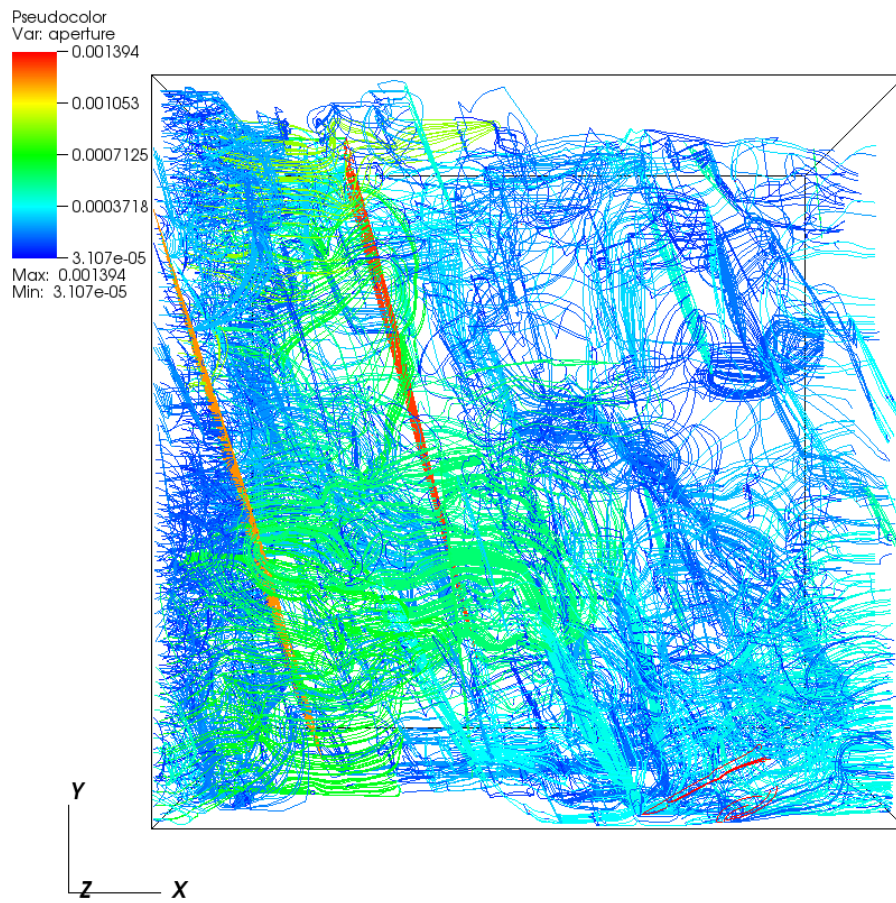 Pseudocolor
Var: aperture
0.001394
0.001053
0.0007125
0.0003718
3.107e-05
Max: 0.001394
Min: 3.107e-05
Y
Z
X